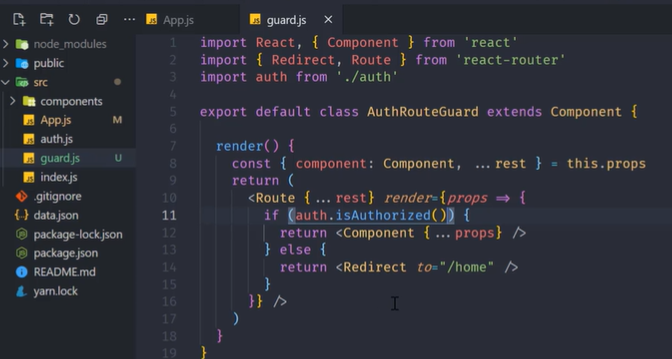 App.js
guard.js
node_modules
public
src
components
App.js M
auth.js
guard.js U
index.js
.gitignore
data.json
package-lock.json
package.json
README.md
yarn.lock
1 import React, { Component } from 'react'
2 import { Redirect, Route } from 'react-router'
3 import auth from './auth'
4
5 export default class AuthRouteGuard extends Component {
6
7 render() {
8 const { component: Component, ...rest } = this.props
9 return (
10 <Route {...rest} render={props => {
11 if (auth.isAuthorized()) {
12 return <Component {...props} />
13 } else {
14 return <Redirect to="/home" />
15 }
16 }} />
17 )
18 }
19 }